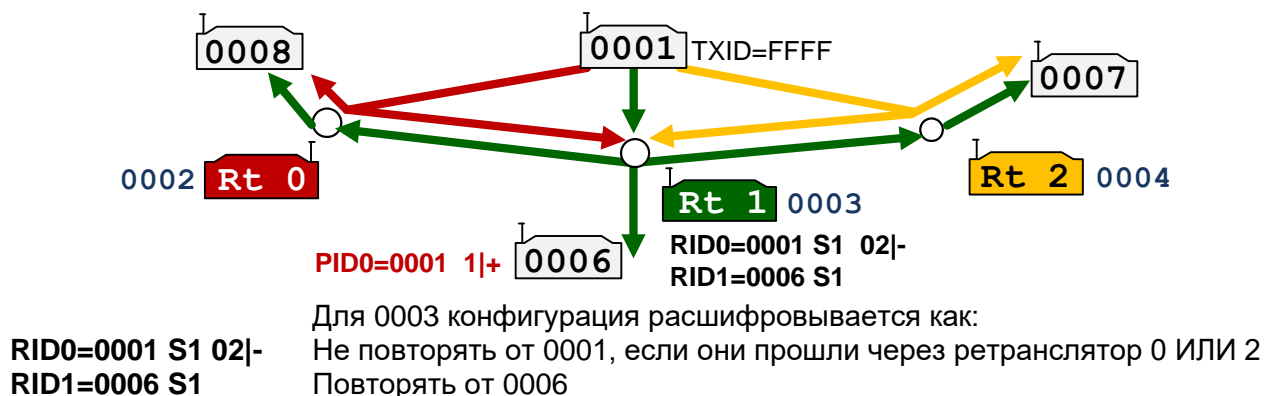 0008
0001 TXID=FFFF
0007
0002 Rt 0
Rt 2 0004
Rt 1 0003
PID0=0001 1|+ 0006
RID0=0001 S1 02|-
RID1=0006 S1
Для 0003 конфигурация расшифровывается как:
RID0=0001 S1 02|- Не повторять от 0001, если они прошли через ретранслятор 0 ИЛИ 2
RID1=0006 S1 Повторять от 0006